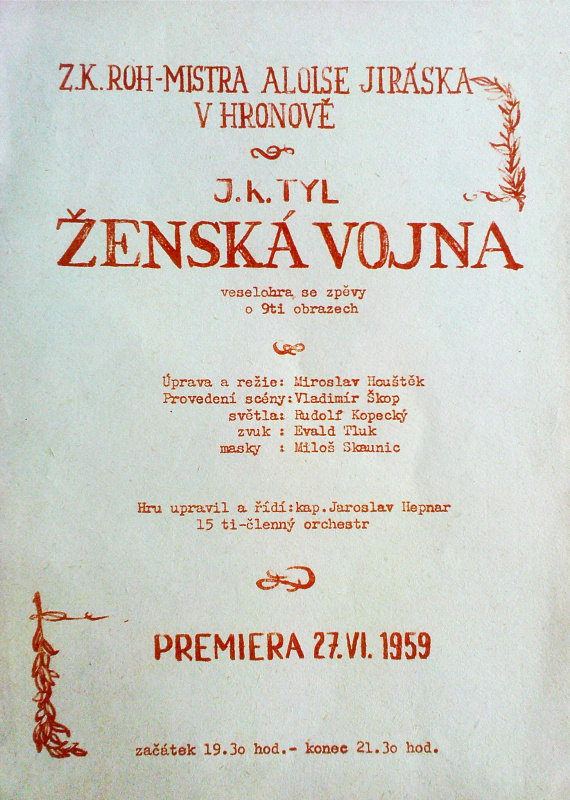 Z.K. ROH-MISTRA ALOISE JIRÁSKA
V HRONOVĚ
J.K. TYL
ŽENSKÁ VOJNA
veselohra se zpěvy
o 9ti obrazech
Úprava a režie: Miroslav Houštěk
Provedení scény: Vladimír Škop
světla: Rudolf Kopecký
zvuk : Evald Tluk
masky : Miloš Skaunic
Hru upravil a řídí: kap. Jaroslav Hepnar
15 ti-členný orchestr
PREMIERA 27. VI. 1959
začátek 19.3o hod.- konec 21.3o hod.